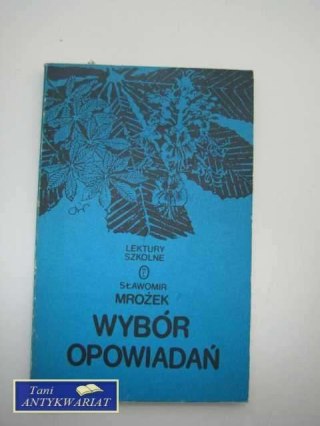 LEKTURY
SZKOLNE
SŁAWOMIR
MROŻEK
WYBÓR
OPOWIADAŃ
Tani
ANTYKWARIAT